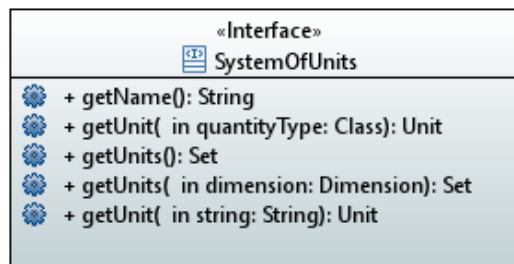 «Interface»
SystemOfUnits
+ getName(): String
+ getUnit( in quantityType: Class): Unit
+ getUnits(): Set
+ getUnits( in dimension: Dimension): Set
+ getUnit( in string: String): Unit